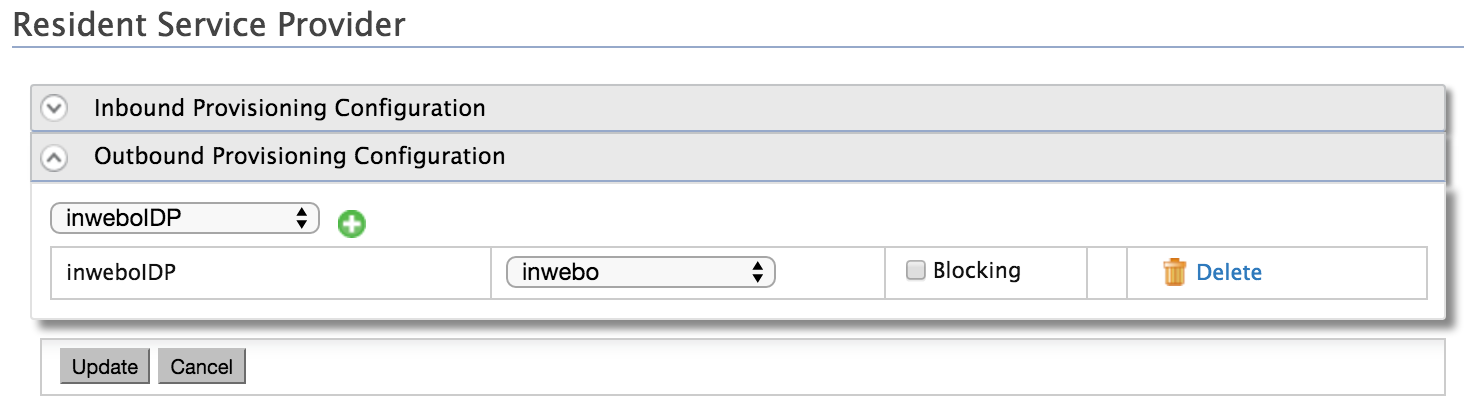 Resident Service Provider
Inbound Provisioning Configuration
Outbound Provisioning Configuration
inweboIDP
inweboIDP inwebo Blocking Delete
Update Cancel